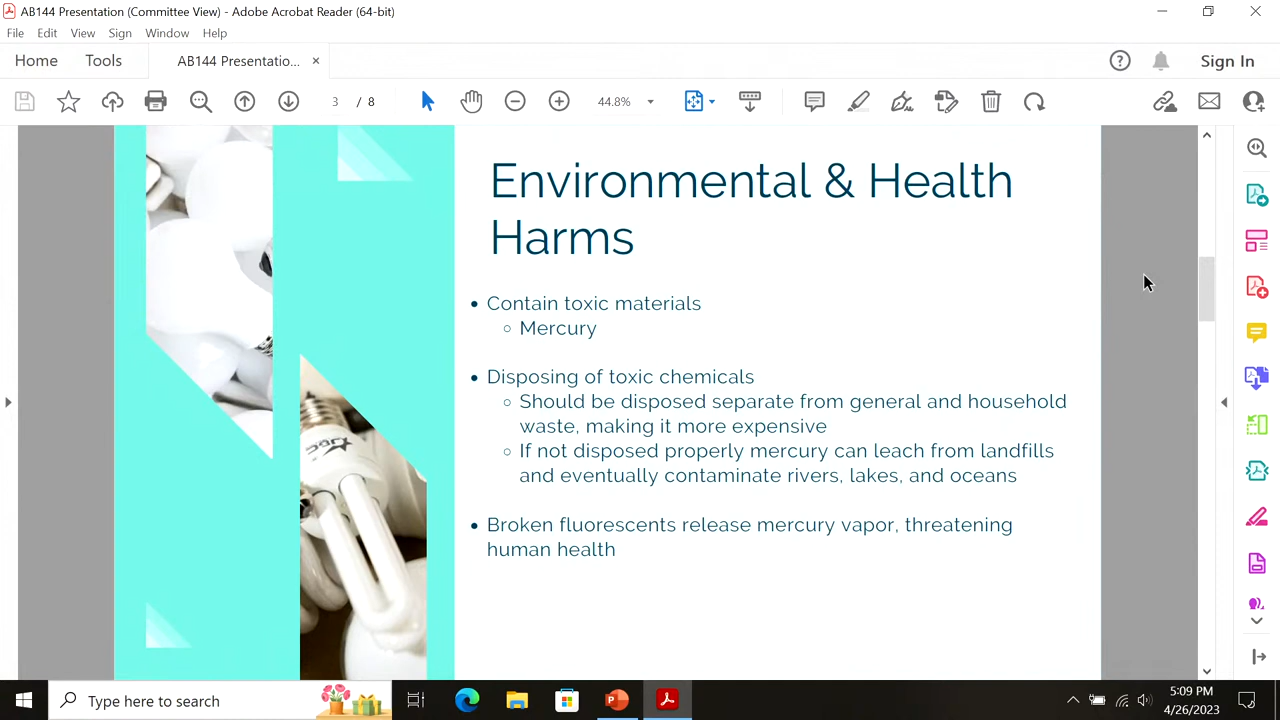 AB144 Presentation (Committee View) - Adobe Acrobat Reader (64-bit)
File Edit View Sign Window Help
Home Tools AB144 Presentatio... × Sign In
3 / 8 44.8%
Environmental & Health
Harms
• Contain toxic materials
○ Mercury
• Disposing of toxic chemicals
○ Should be disposed separate from general and household
waste, making it more expensive
○ If not disposed properly mercury can leach from landfills
and eventually contaminate rivers, lakes, and oceans
• Broken fluorescents release mercury vapor, threatening
human health
Type here to search
5:09 PM
4/26/2023